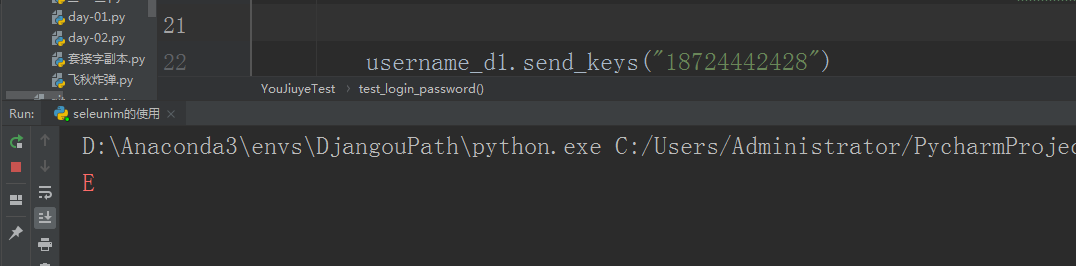 day-01.py
day-02.py
套接字副本.py
飞秋炸弹.py
21
22 username_d1.send_keys("18724442428")
YouJiuyeTest › test_login_password()
Run: seleunim的使用 ×
D:\Anaconda3\envs\DjangouPath\python.exe C:/Users/Administrator/PycharmProjec
E